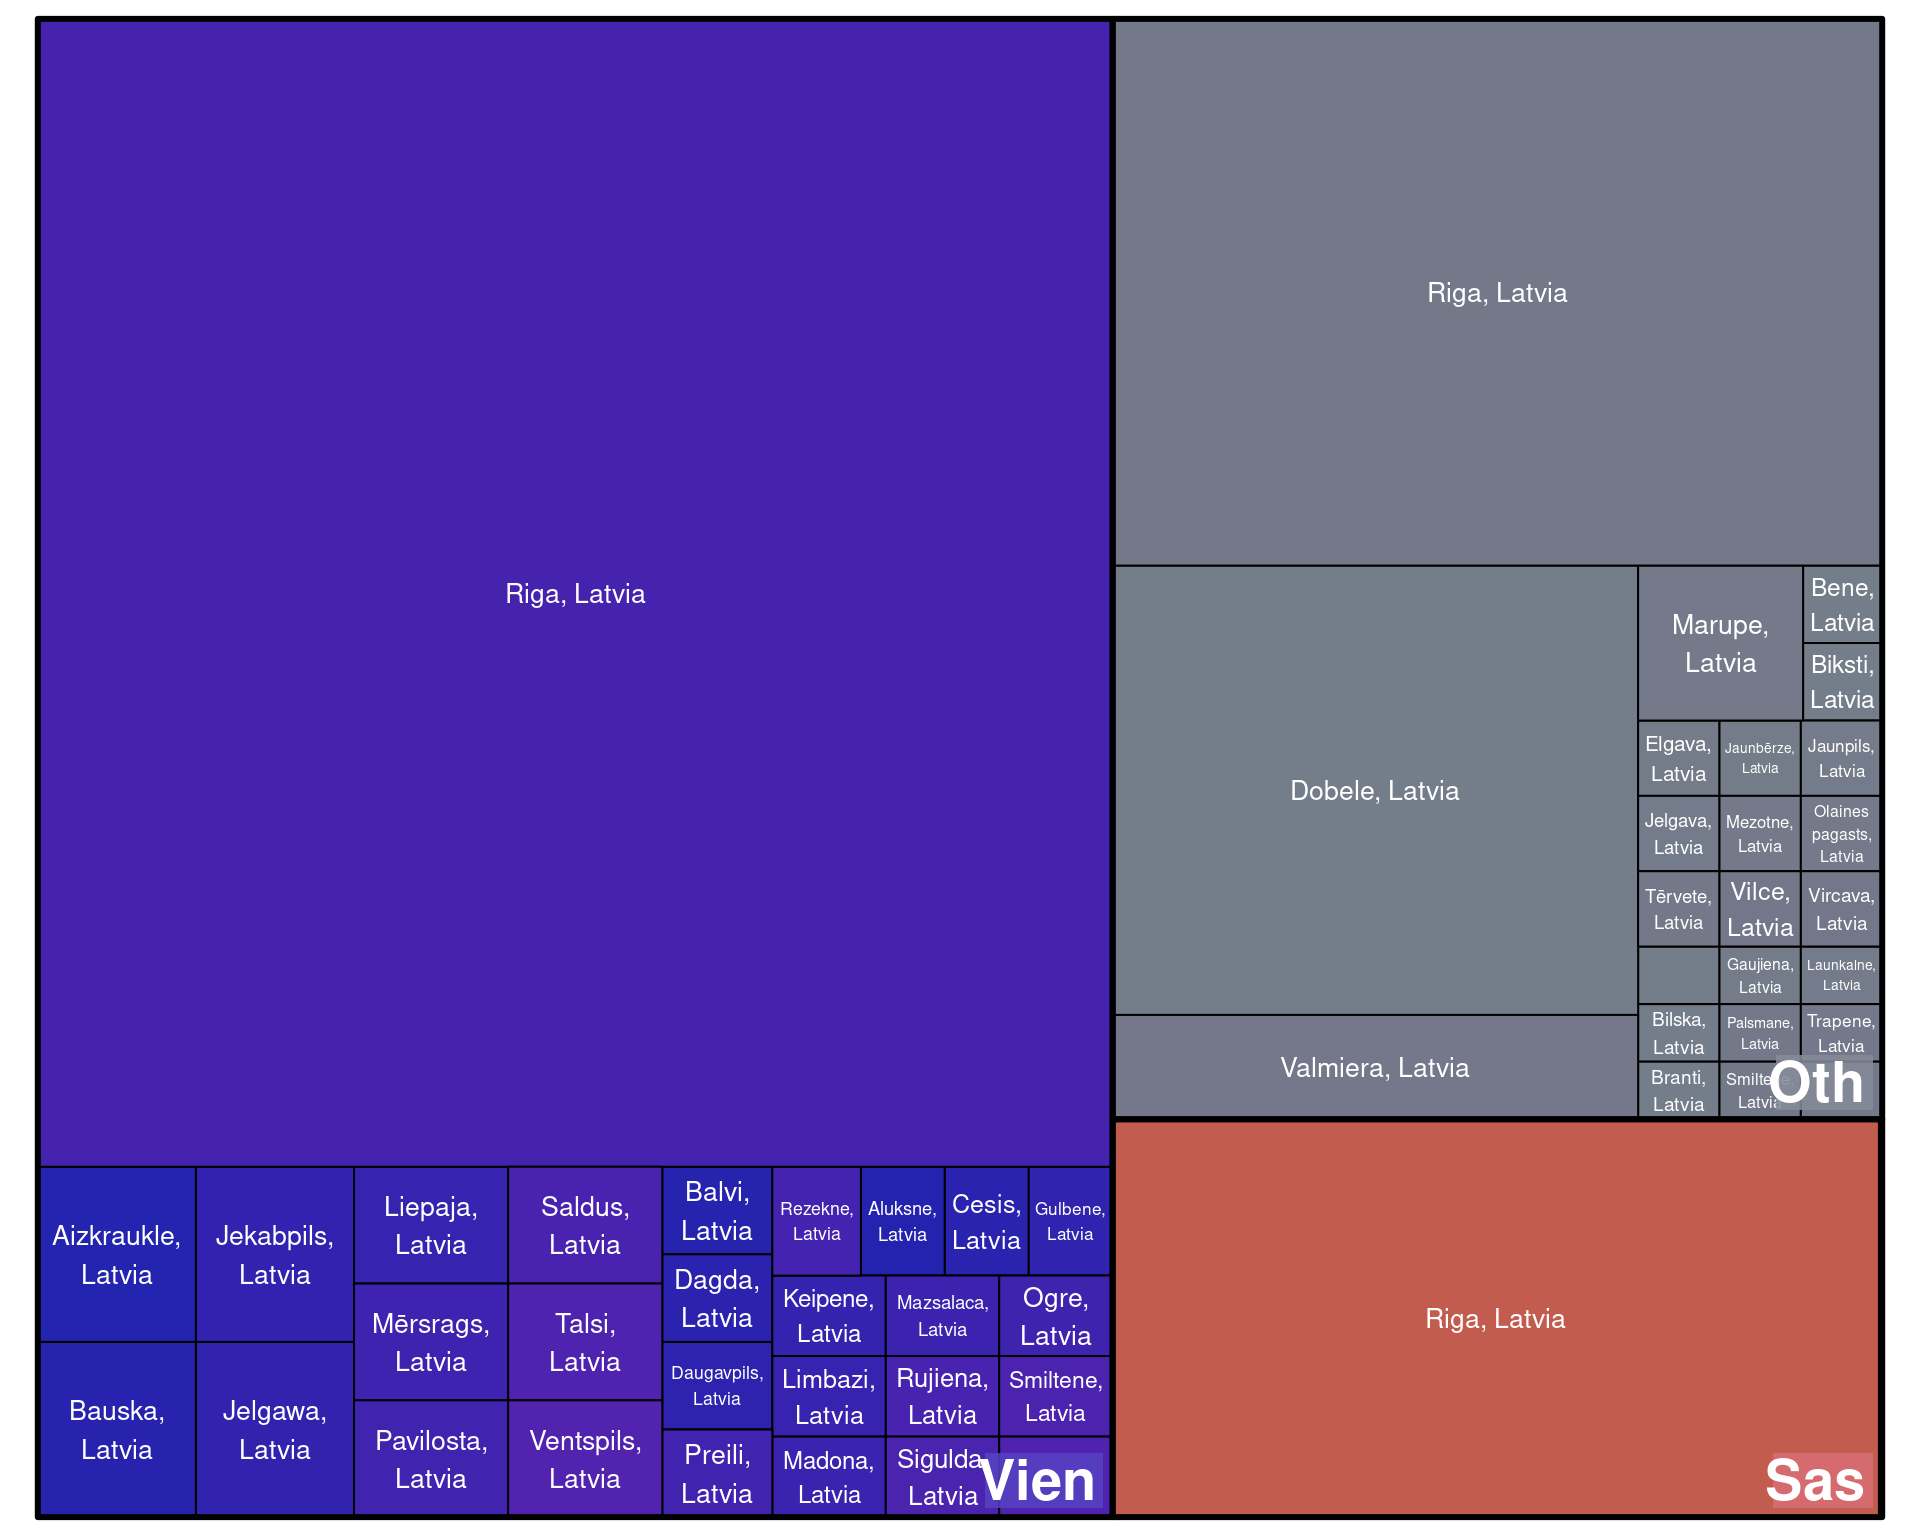 Riga, Latvia
Aizkraukle,
Latvia
Bauska,
Latvia
Jekabpils,
Latvia
Jelgawa,
Latvia
Liepaja,
Latvia
Mērsrags,
Latvia
Pavilosta,
Latvia
Saldus,
Latvia
Talsi,
Latvia
Ventspils,
Latvia
Balvi,
Latvia
Dagda,
Latvia
Daugavpils,
Latvia
Preili,
Latvia
Rezekne,
Latvia
Aluksne,
Latvia
Cesis,
Latvia
Gulbene,
Latvia
Keipene,
Latvia
Limbazi,
Latvia
Madona,
Latvia
Mazsalaca,
Latvia
Rujiena,
Latvia
Sigulda,
Latvia
Ogre,
Latvia
Smiltene,
Latvia
Vien
Riga, Latvia
Dobele, Latvia
Valmiera, Latvia
Marupe,
Latvia
Bene,
Latvia
Biksti,
Latvia
Elgava,
Latvia
Jaunbērze,
Latvia
Jaunpils,
Latvia
Jelgava,
Latvia
Mezotne,
Latvia
Olaines
pagasts,
Latvia
Tērvete,
Latvia
Vilce,
Latvia
Vircava,
Latvia
Gaujiena,
Latvia
Launkalne,
Latvia
Bilska,
Latvia
Palsmane,
Latvia
Trapene,
Latvia
Branti,
Latvia
Smiltene,
Latvia
Oth
Riga, Latvia
Sas